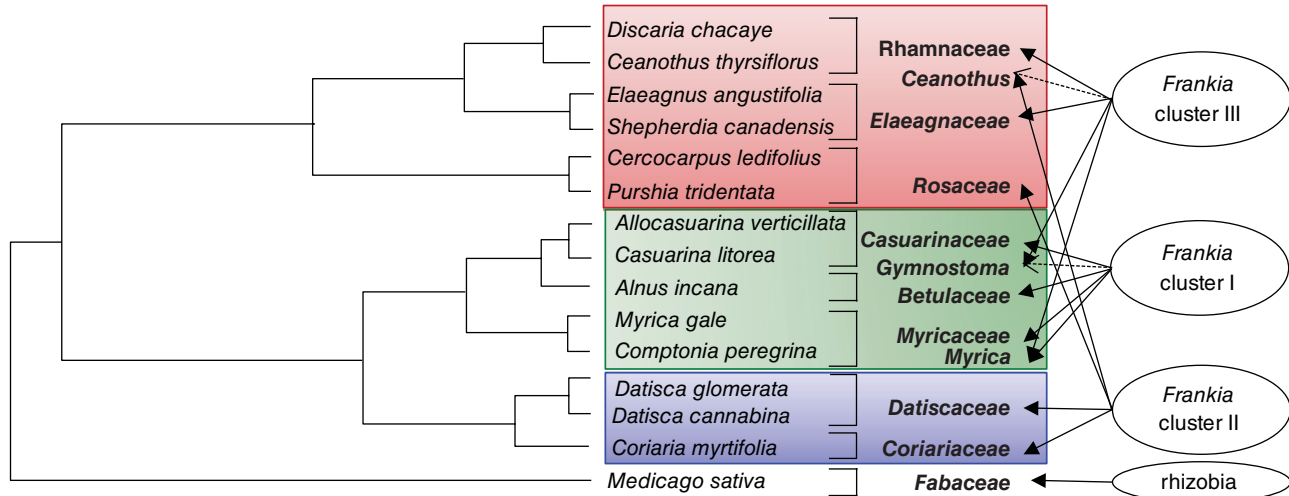 Discaria chacaye
Ceanothus thyrsiflorus
Elaeagnus angustifolia
Shepherdia canadensis
Cercocarpus ledifolius
Purshia tridentata
Allocasuarina verticillata
Casuarina litorea
Alnus incana
Myrica gale
Comptonia peregrina
Datisca glomerata
Datisca cannabina
Coriaria myrtifolia
Medicago sativa
Rhamnaceae
Ceanothus
Elaeagnaceae
Rosaceae
Casuarinaceae
Gymnostoma
Betulaceae
Myricaceae
Myrica
Datiscaceae
Coriariaceae
Fabaceae
Frankia
cluster III
Frankia
cluster I
Frankia
cluster II
rhizobia